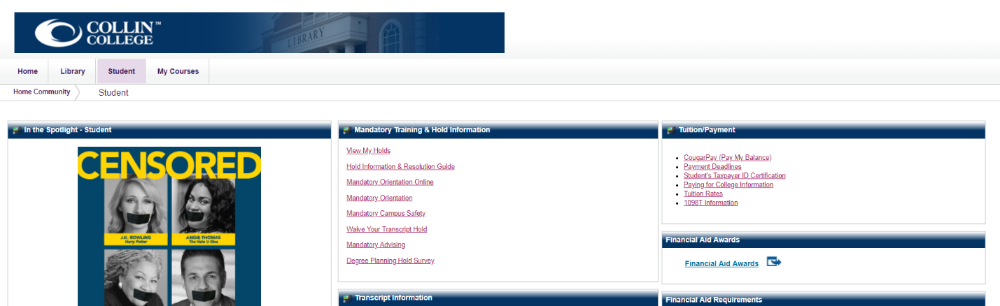 COLLIN™
COLLEGE
LIBRARY
Home
Library
Student
My Courses
Home Community
Student
In the Spotlight - Student
CENSORED
J.K. ROWLING
Harry Potter
ANGIE THOMAS
The Hate U Give
Mandatory Training & Hold Information
View My Holds
Hold Information & Resolution Guide
Mandatory Orientation Online
Mandatory Orientation
Mandatory Campus Safety
Waive Your Transcript Hold
Mandatory Advising
Degree Planning Hold Survey
Transcript Information
Tuition/Payment
CougarPay (Pay My Balance)
Payment Deadlines
Student's Taxpayer ID Certification
Paying for College Information
Tuition Rates
1098T Information
Financial Aid Awards
Financial Aid Awards
Financial Aid Requirements